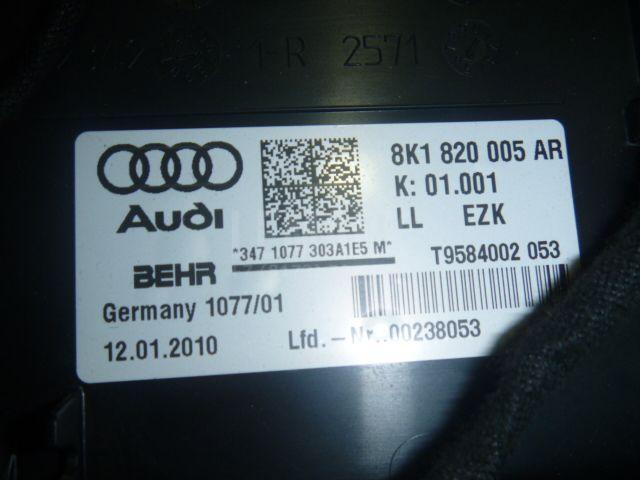 1-R 2571
8K1 820 005 AR
K: 01.001
Audi
LL EZK
*347 1077 303A1E5 M*
T9584002 053
BEHR
Germany 1077/01
12.01.2010
Lfd.-Nr.:00238053